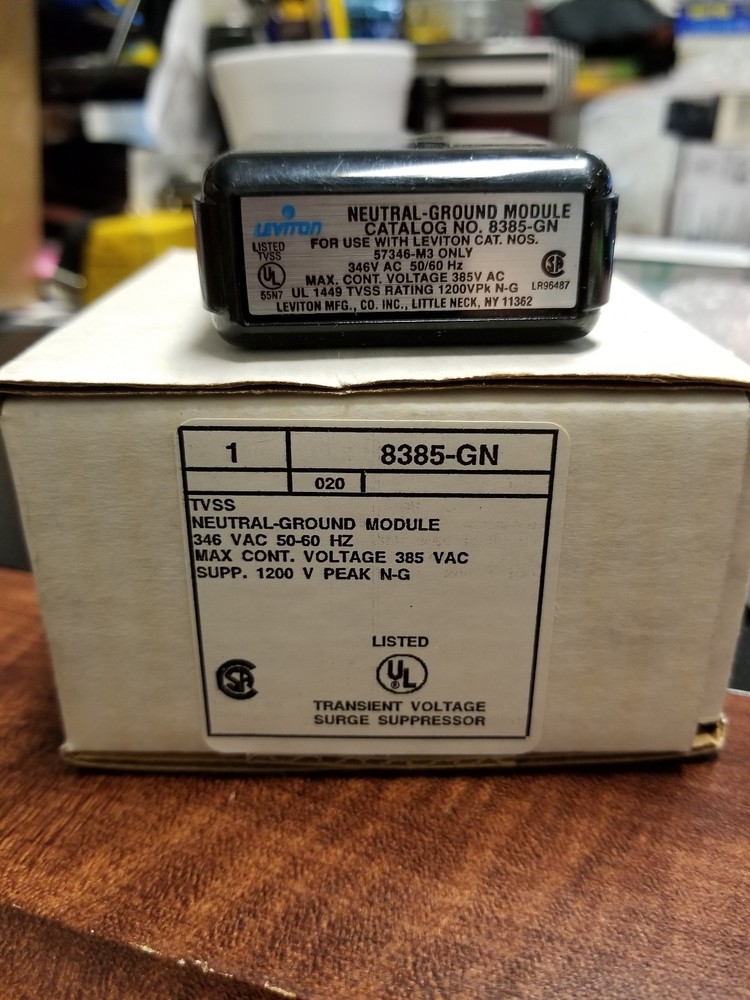 LEVITON
NEUTRAL-GROUND MODULE
CATALOG NO. 8385-GN
FOR USE WITH LEVITON CAT. NOS.
57346-M3 ONLY
346V AC 50/60 Hz
MAX. CONT. VOLTAGE 385V AC
UL 1449 TVSS RATING 1200VPk N-G
LEVITON MFG., CO. INC., LITTLE NECK, NY 11362
LISTED
TVSS
UL
55N7
LR96487
1
8385-GN
020
TVSS
NEUTRAL-GROUND MODULE
346 VAC 50-60 HZ
MAX CONT. VOLTAGE 385 VAC
SUPP. 1200 V PEAK N-G
LISTED
UL
®
TRANSIENT VOLTAGE
SURGE SUPPRESSOR
SA